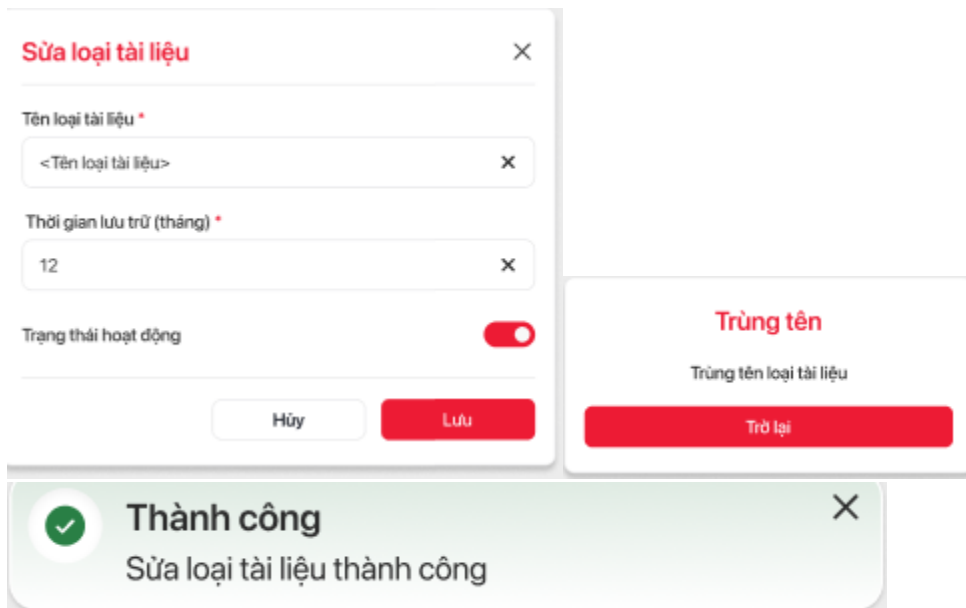 Sửa loại tài liệu
Tên loại tài liệu *
<Tên loại tài liệu>
Thời gian lưu trữ (tháng) *
12
Trạng thái hoạt động
Hủy
Lưu
Trùng tên
Trùng tên loại tài liệu
Trở lại
Thành công
Sửa loại tài liệu thành công